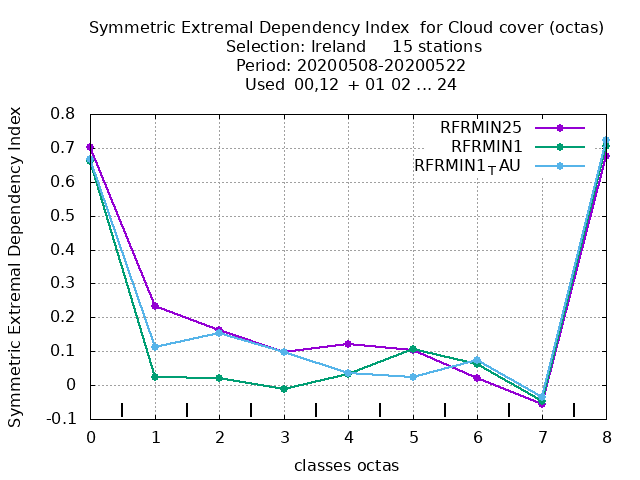 Symmetric Extremal Dependency Index for Cloud cover (octas)
Selection: Ireland 15 stations
Period: 20200508-20200522
Used 00,12 + 01 02 ... 24
Symmetric Extremal Dependency Index
0.8
0.7
0.6
0.5
0.4
0.3
0.2
0.1
0
-0.1
RFRMIN25
RFRMIN1
RFRMIN1TAU
0 1 2 3 4 5 6 7 8
classes octas